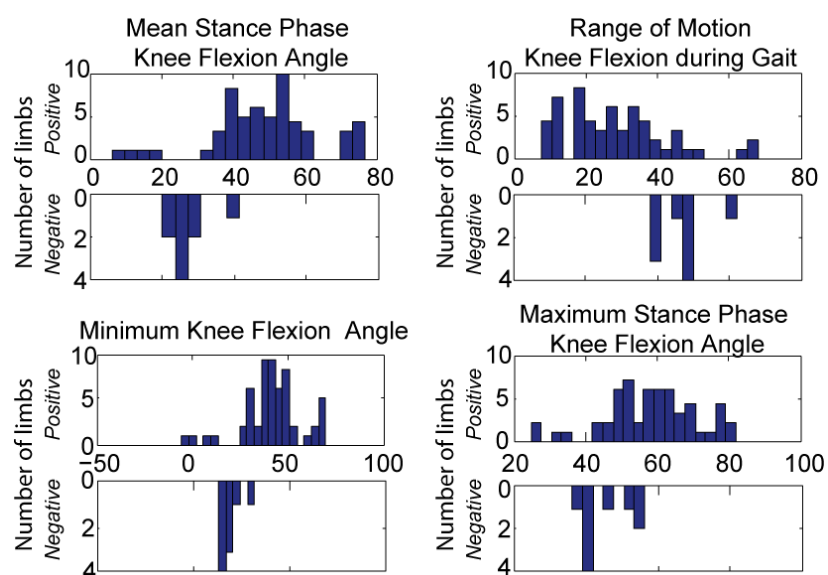 Mean Stance Phase
Knee Flexion Angle
Number of limbs
Positive
10
5
0
0 20 40 60 80
Negative
0
2
4
Range of Motion
Knee Flexion during Gait
Number of limbs
Positive
10
5
0
0 20 40 60 80
Negative
0
2
4
Minimum Knee Flexion Angle
Number of limbs
Positive
10
5
0
−50 0 50 100
Negative
0
2
4
Maximum Stance Phase
Knee Flexion Angle
Number of limbs
Positive
10
5
0
20 40 60 80 100
Negative
0
2
4